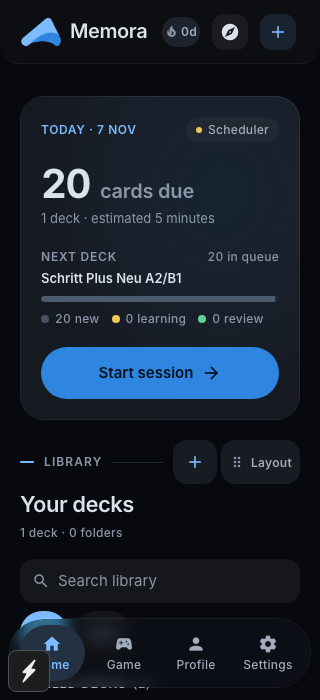 Memora
0d
TODAY · 7 NOV
Scheduler
20 cards due
1 deck · estimated 5 minutes
NEXT DECK
20 in queue
Schritt Plus Neu A2/B1
20 new
0 learning
0 review
Start session
LIBRARY
Layout
Your decks
1 deck · 0 folders
Search library
Game
Profile
Settings